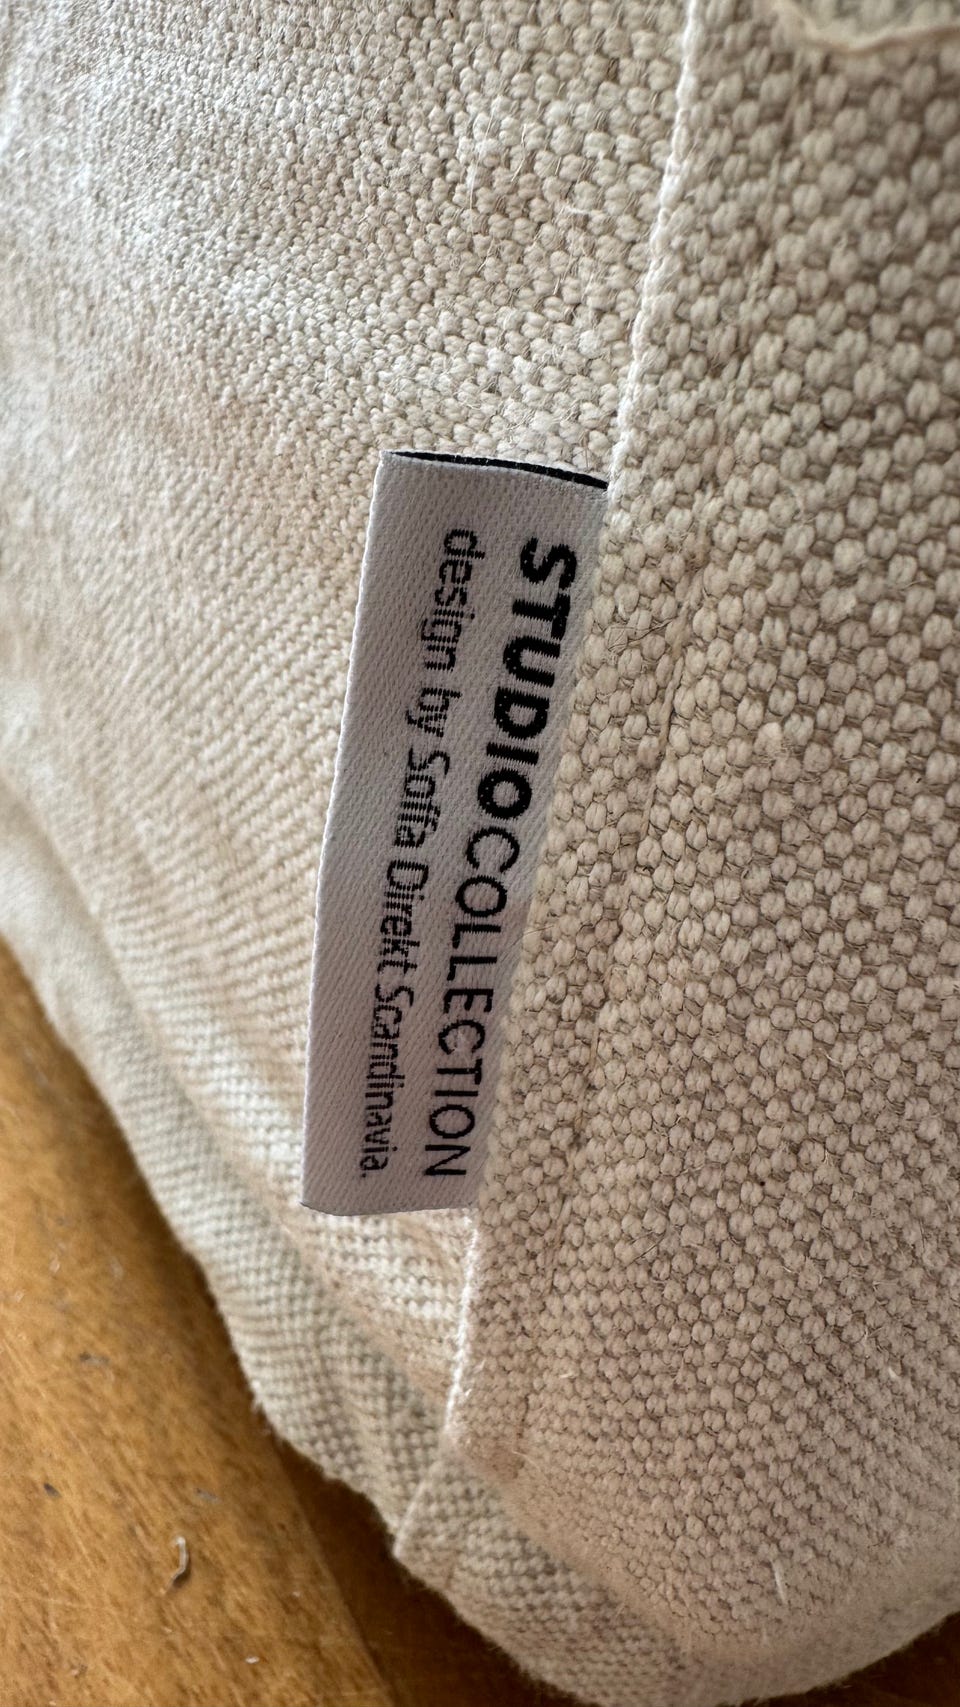 STUDIOCOLLECTION
design by Soffa Direkt Scandinavia.